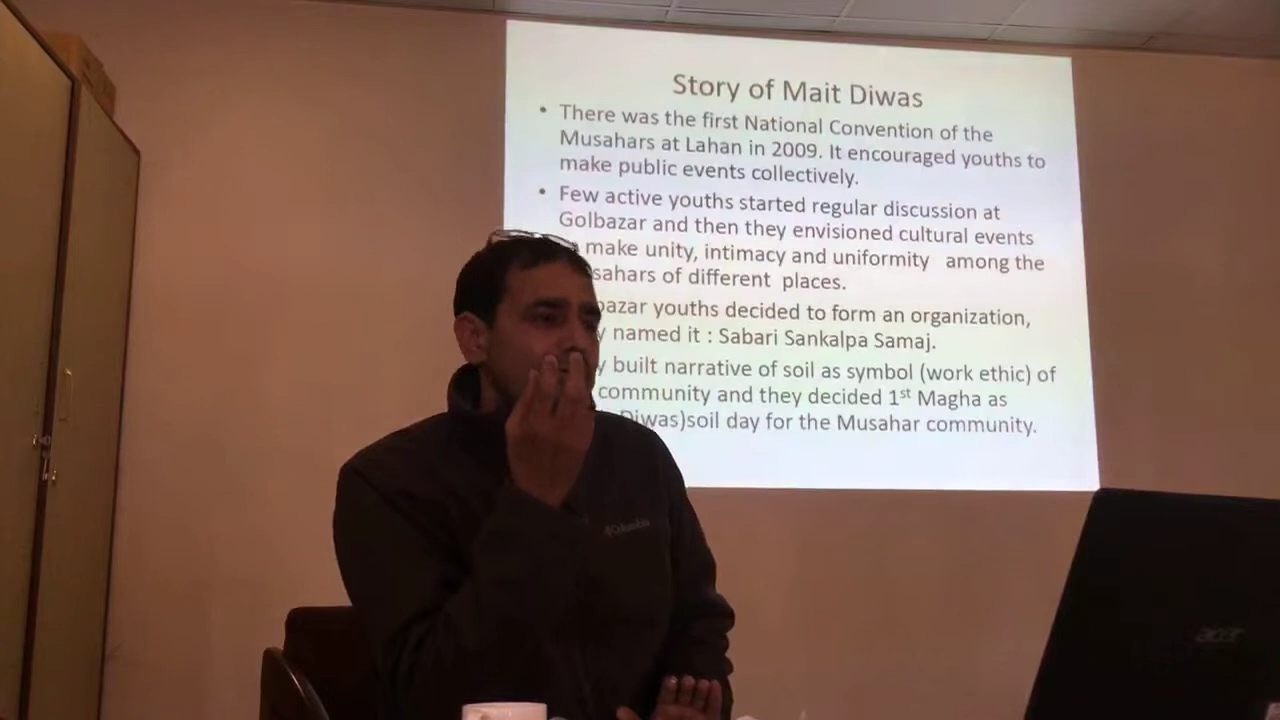 Story of Mait Diwas
• There was the first National Convention of the
Musahars at Lahan in 2009. It encouraged youths to
make public events collectively.
• Few active youths started regular discussion at
Golbazar and then they envisioned cultural events
make unity, intimacy and uniformity among the
sahars of different places.
bazar youths decided to form an organization,
y named it : Sabari Sankalpa Samaj.
y built narrative of soil as symbol (work ethic) of
community and they decided 1st Magha as
Diwas)soil day for the Musahar community.
Columbia
acer